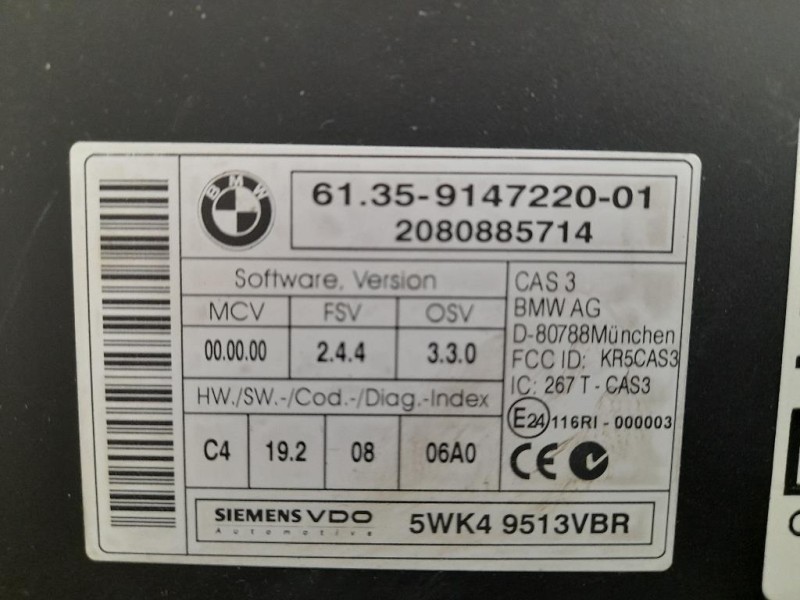 BMW
61.35-9147220-01
2080885714
Software, Version
MCV FSV OSV
00.00.00 2.4.4 3.3.0
HW./SW.-/Cod.-/Diag.-Index
C4 19.2 08 06A0
CAS 3
BMW AG
D-80788München
FCC ID: KR5CAS3
IC: 267 T - CAS3
E24 116RI - 000003
CE
SIEMENS VDO
Automotive
5WK4 9513VBR